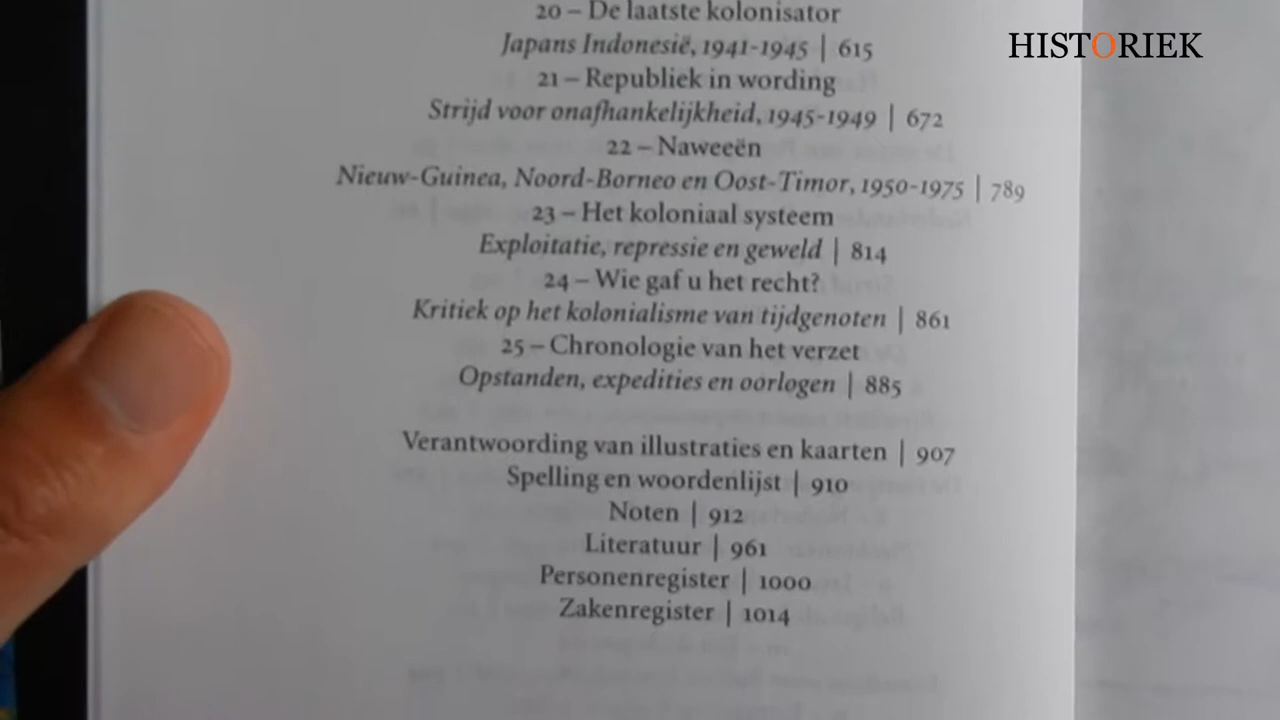 HISTORIEK
20 – De laatste kolonisator
Japans Indonesië, 1941-1945 | 615
21 – Republiek in wording
Strijd voor onafhankelijkheid, 1945-1949 | 672
22 – Naweeën
Nieuw-Guinea, Noord-Borneo en Oost-Timor, 1950-1975 | 789
23 – Het koloniaal systeem
Exploitatie, repressie en geweld | 814
24 – Wie gaf u het recht?
Kritiek op het kolonialisme van tijdgenoten | 861
25 – Chronologie van het verzet
Opstanden, expedities en oorlogen | 885
Verantwoording van illustraties en kaarten | 907
Spelling en woordenlijst | 910
Noten | 912
Literatuur | 961
Personenregister | 1000
Zakenregister | 1014